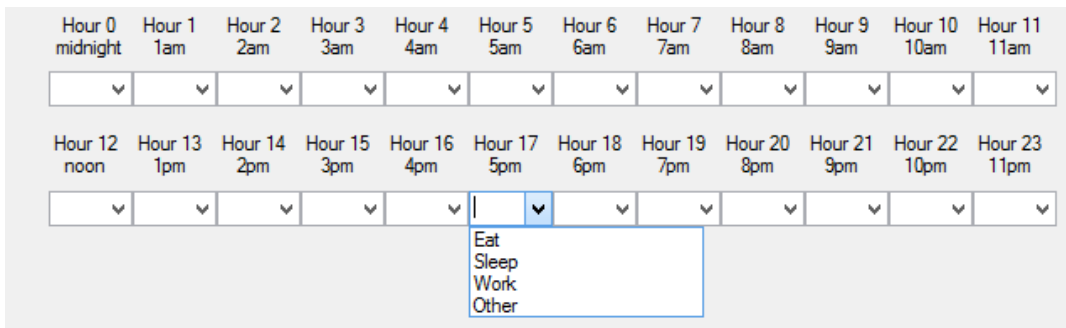 Hour 0 Hour 1 Hour 2 Hour 3 Hour 4 Hour 5 Hour 6 Hour 7 Hour 8 Hour 9 Hour 10 Hour 11
midnight 1am 2am 3am 4am 5am 6am 7am 8am 9am 10am 11am
Hour 12 Hour 13 Hour 14 Hour 15 Hour 16 Hour 17 Hour 18 Hour 19 Hour 20 Hour 21 Hour 22 Hour 23
noon 1pm 2pm 3pm 4pm 5pm 6pm 7pm 8pm 9pm 10pm 11pm
Eat
Sleep
Work
Other